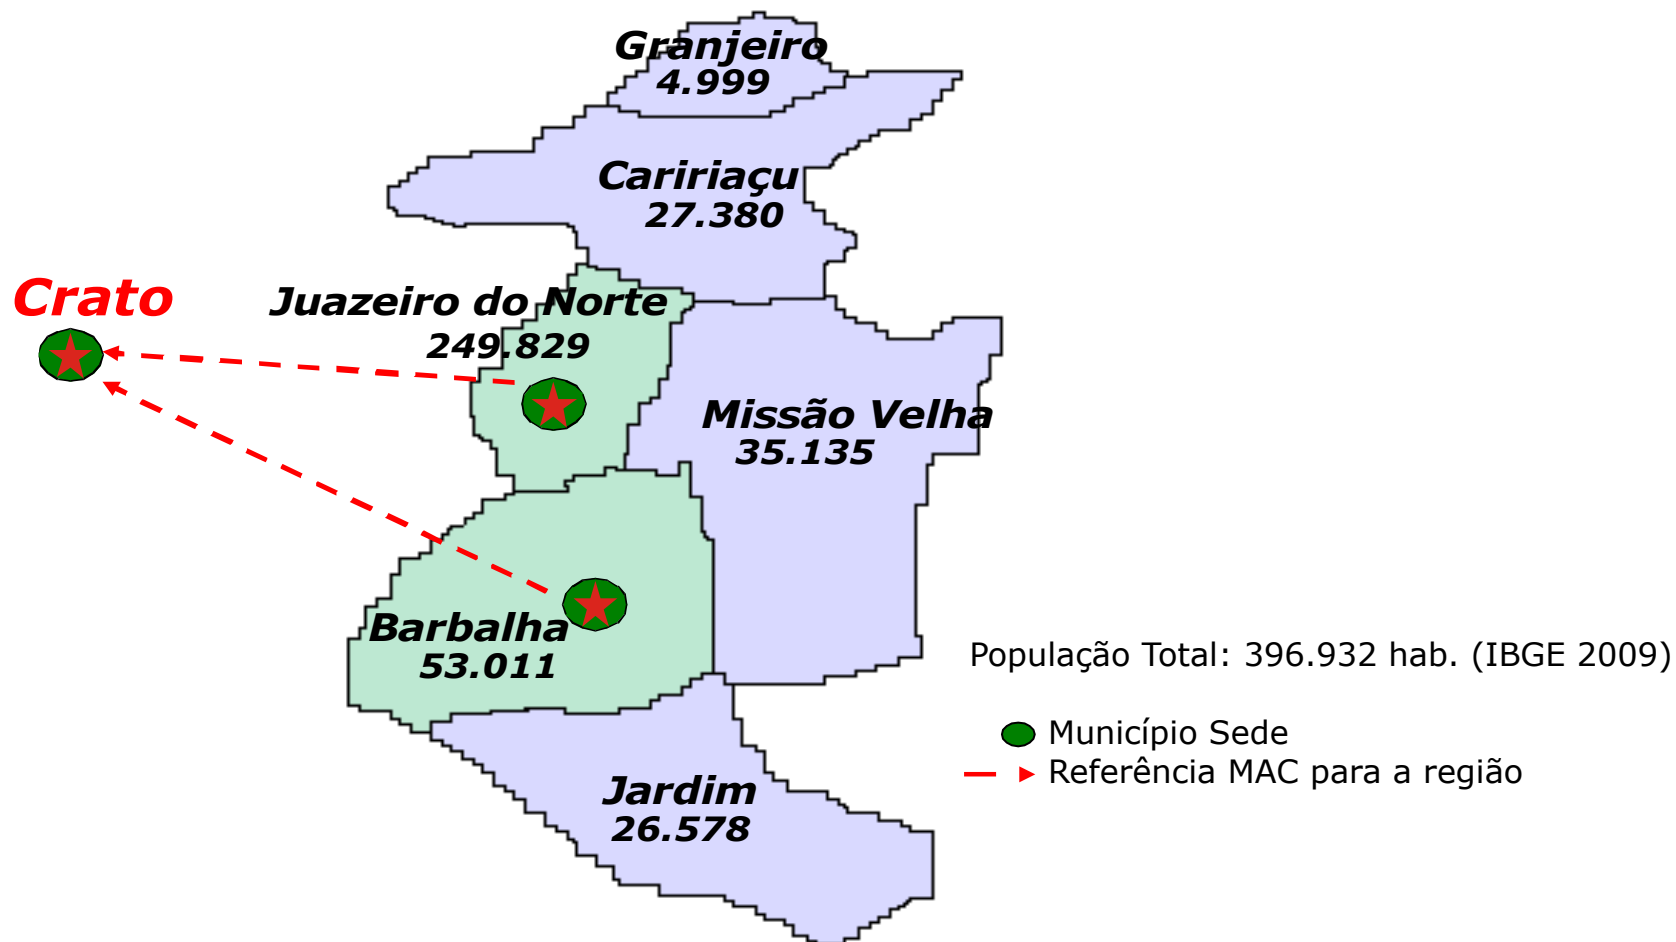 Granjeiro
4.999
Caririaçu
27.380
Crato
Juazeiro do Norte
249.829
Missão Velha
35.135
Barbalha
53.011
População Total: 396.932 hab. (IBGE 2009)
Município Sede
Referência MAC para a região
Jardim
26.578